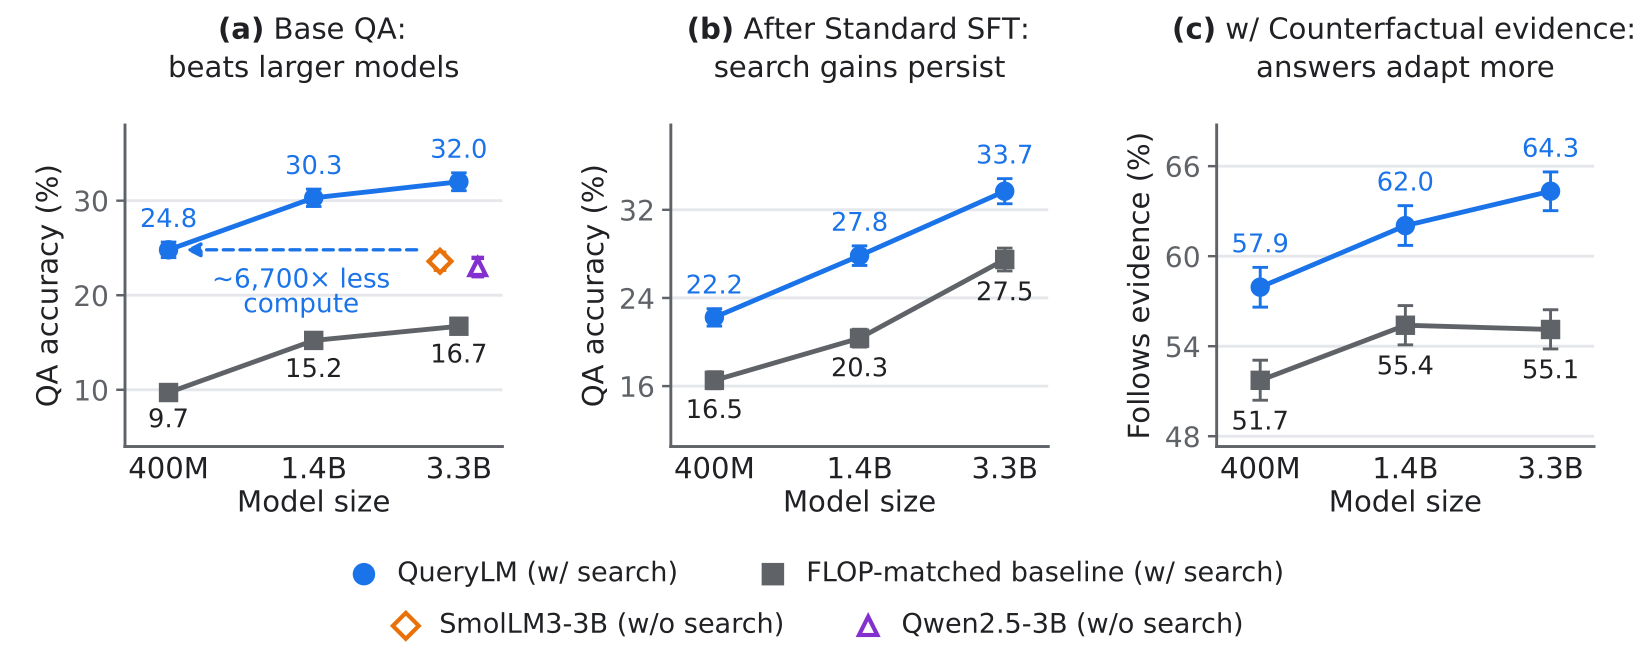 (a) Base QA:
beats larger models
QA accuracy (%)
30
20
10
24.8
30.3
32.0
~6,700× less
compute
9.7
15.2
16.7
400M 1.4B 3.3B
Model size
(b) After Standard SFT:
search gains persist
QA accuracy (%)
32
24
16
22.2
27.8
33.7
16.5
20.3
27.5
400M 1.4B 3.3B
Model size
(c) w/ Counterfactual evidence:
answers adapt more
Follows evidence (%)
66
60
54
48
57.9
62.0
64.3
51.7
55.4
55.1
400M 1.4B 3.3B
Model size
QueryLM (w/ search) FLOP-matched baseline (w/ search)
SmolLM3-3B (w/o search) Qwen2.5-3B (w/o search)